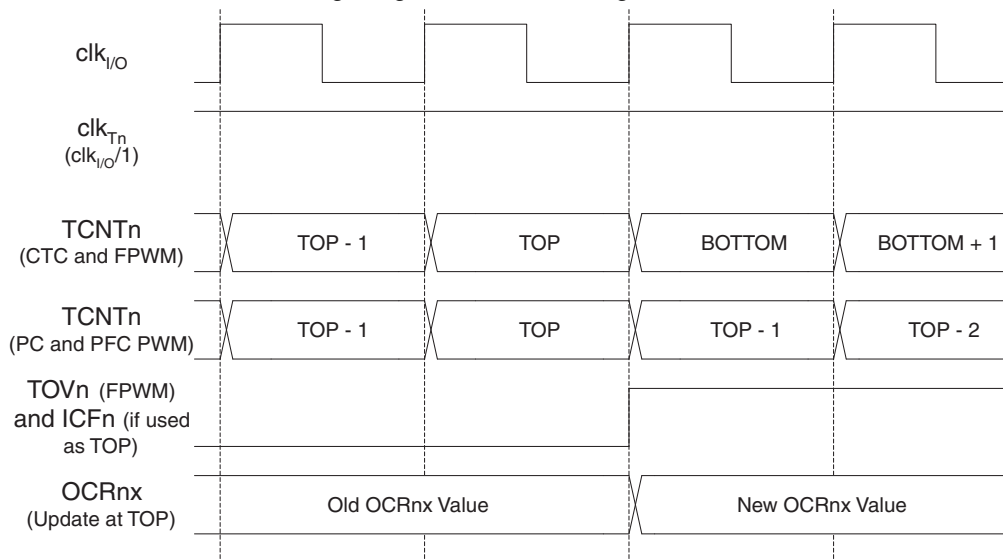 clkI/O
clkTn
(clkI/O/1)
TCNTn
(CTC and FPWM)
TOP - 1
TOP
BOTTOM
BOTTOM + 1
TCNTn
(PC and PFC PWM)
TOP - 1
TOP
TOP - 1
TOP - 2
TOVn (FPWM)
and ICFn (if used
as TOP)
OCRnx
(Update at TOP)
Old OCRnx Value
New OCRnx Value